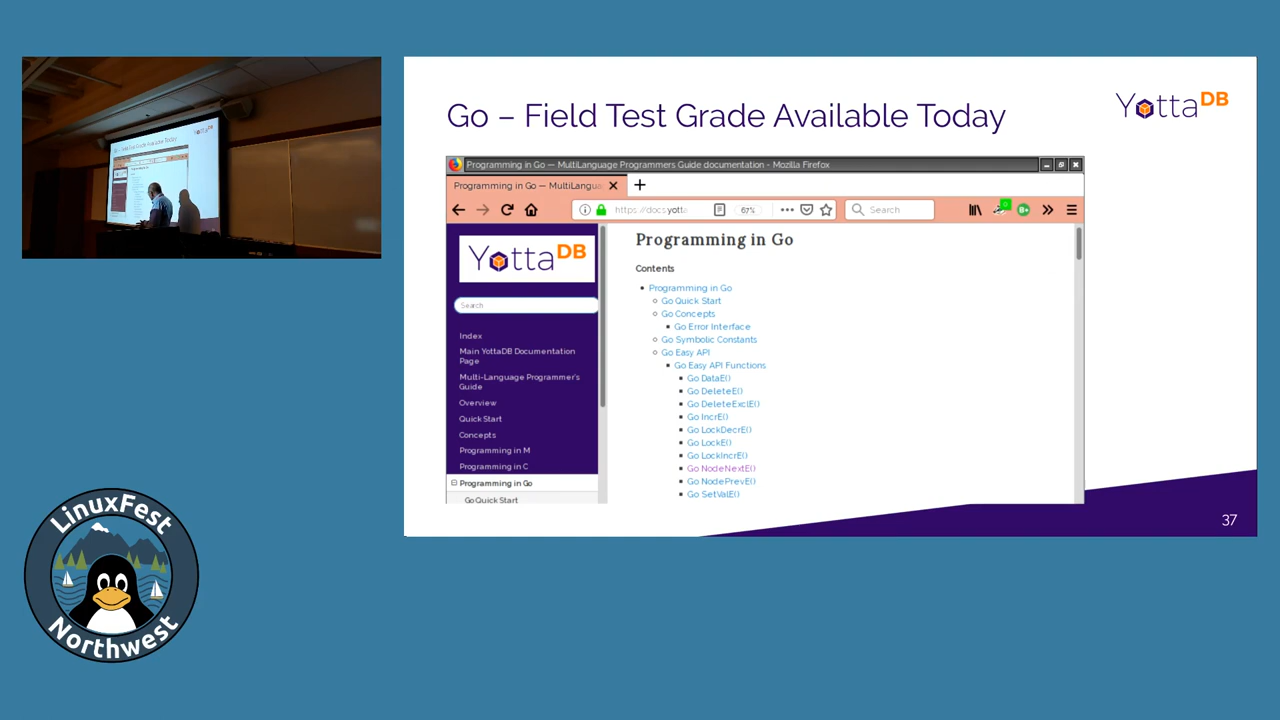 Go – Field Test Grade Available Today
YottaDB
Programming in Go — MultiLanguage Programmers Guide documentation - Mozilla Firefox
Programming in Go — MultiLangua
https://docs.yott
67%
Search
YottaDB
Search
Index
Main YottaDB Documentation
Page
Multi-Language Programmer's
Guide
Overview
Quick Start
Concepts
Programming in M
Programming in C
Programming in Go
Go Quick Start
Programming in Go
Contents
Programming in Go
Go Quick Start
Go Concepts
Go Error Interface
Go Symbolic Constants
Go Easy API
Go Easy API Functions
Go DataE()
Go DeleteE()
Go DeleteExclE()
Go IncrE()
Go LockDecrE()
Go LockE()
Go LockIncrE()
Go NodeNextE()
Go NodePrevE()
Go SetValE()
37
LinuxFest
Northwest